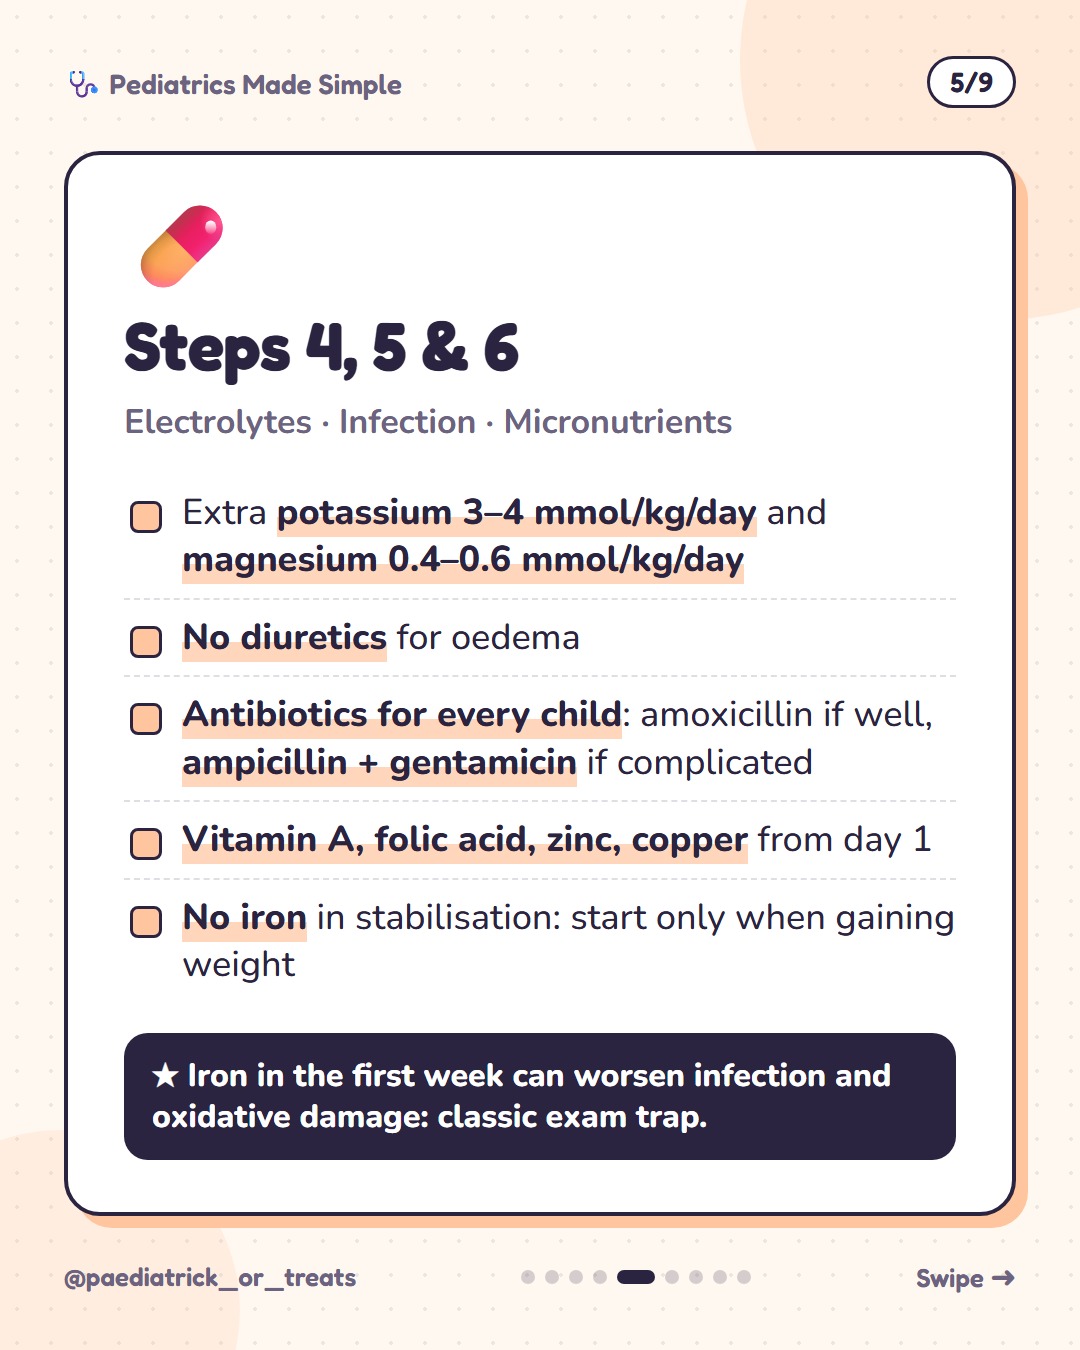 Pediatrics Made Simple
5/9
Steps 4, 5 & 6
Electrolytes · Infection · Micronutrients
Extra potassium 3–4 mmol/kg/day and
magnesium 0.4–0.6 mmol/kg/day
No diuretics for oedema
Antibiotics for every child: amoxicillin if well,
ampicillin + gentamicin if complicated
Vitamin A, folic acid, zinc, copper from day 1
No iron in stabilisation: start only when gaining
weight
★ Iron in the first week can worsen infection and
oxidative damage: classic exam trap.
@paediatrick_or_treats
Swipe →